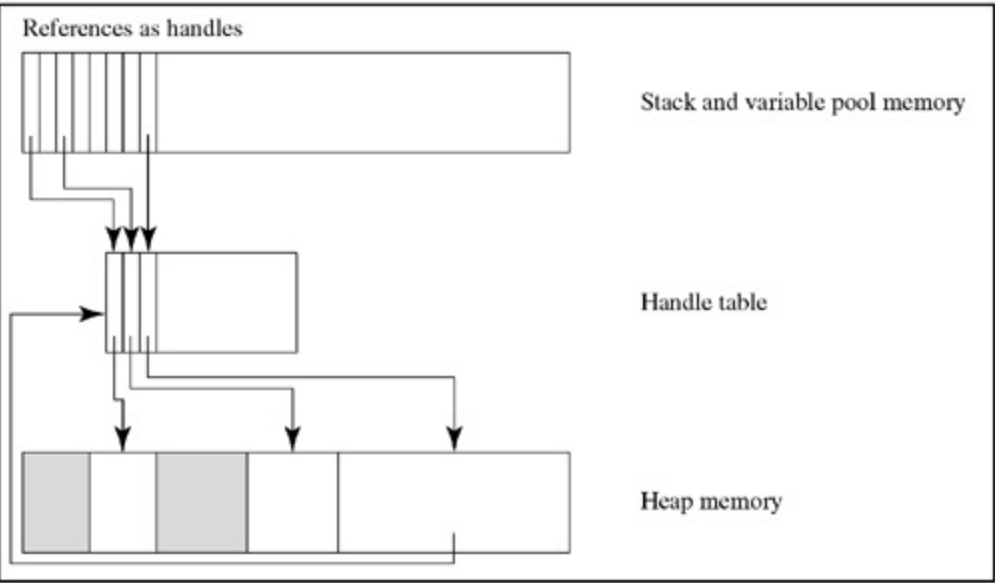 References as handles
Stack and variable pool memory
Handle table
Heap memory